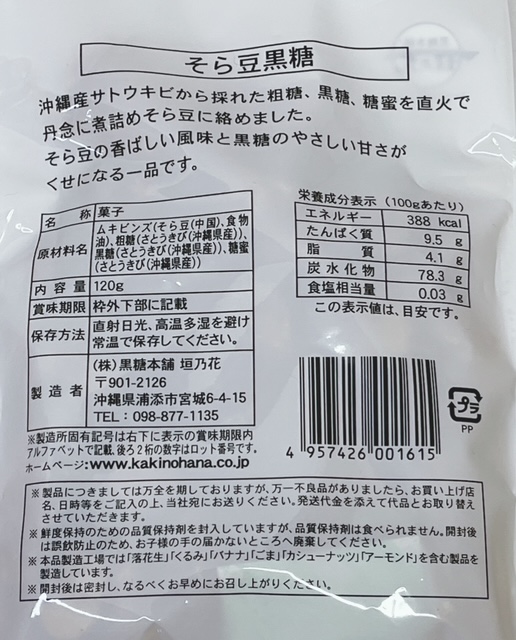 そら豆黒糖
沖縄産サトウキビから採れた粗糖、黒糖、糖蜜を直火で
丹念に煮詰めそら豆に絡めました。
そら豆の香ばしい風味と黒糖のやさしい甘さが
くせになる一品です。
名称 菓子
原材料名 ムキビンズ(そら豆(中国)、食物
油)、粗糖(さとうきび(沖縄県産))、
黒糖(さとうきび(沖縄県産))、糖蜜
(さとうきび(沖縄県産))
内容量 120g
賞味期限 枠外下部に記載
保存方法 直射日光、高温多湿を避け
常温で保存してください。
製造者 (株)黒糖本舗 垣乃花
〒901-2126
沖縄県浦添市宮城6-4-15
TEL:098-877-1135
※製造所固有記号は右下に表示の賞味期限内
アルファベットで記載、後ろ2桁の数字はロット番号です。
ホームページ:www.kakinohana.co.jp
栄養成分表示(100gあたり)
エネルギー 388 kcal
たんぱく質 9.5 g
脂質 4.1 g
炭水化物 78.3 g
食塩相当量 0.03 g
この表示値は、目安です。
4 957426 001615
プラ
PP
※製品につきましては万全を期しておりますが、万一不良品がありましたら、お買い上げ店
名、日時等をご記入の上、当社宛にお送りください。発送代金を添えて代品とお取り替え
させていただきます。
※鮮度保持のための品質保持剤を封入していますが、品質保持剤は食べられません。開封後
は誤飲防止のため、お子様の手の届かないところへ廃棄してください。
※本品製造工場では「落花生」「くるみ」「バナナ」「ごま」「カシューナッツ」「アーモンド」を含む製品を
製造しています。
※開封後は密封し、なるべくお早めにお召し上がりください。